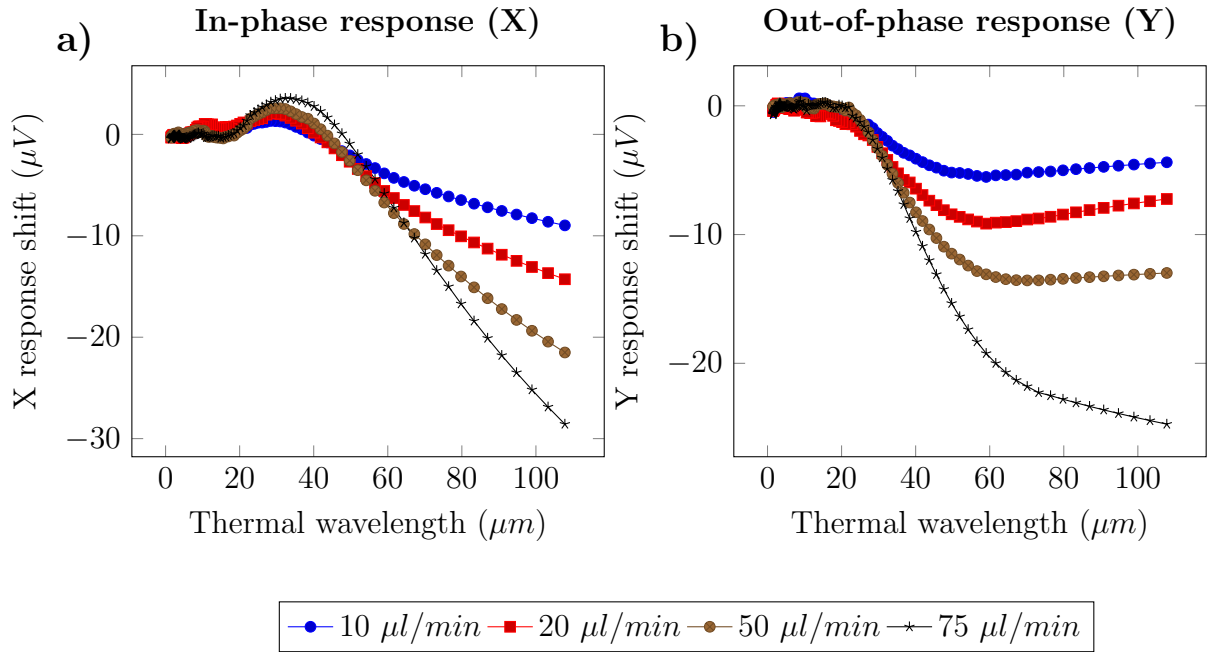 In-phase response (X)
a)
0
−10
−20
−30
X response shift (μV)
0 20 40 60 80 100
Thermal wavelength (μm)
Out-of-phase response (Y)
b)
0
−10
−20
Y response shift (μV)
0 20 40 60 80 100
Thermal wavelength (μm)
10 μl/min 20 μl/min 50 μl/min 75 μl/min